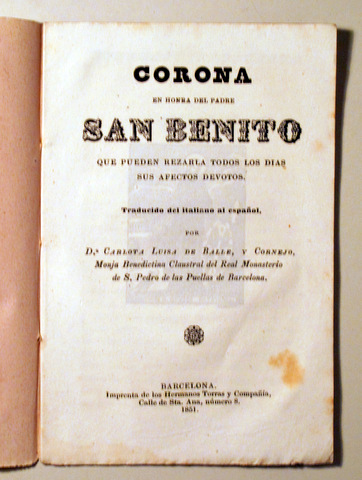 CORONA
EN HONRA DEL PADRE
SAN BENITO
QUE PUEDEN REZARLA TODOS LOS DIAS
SUS AFECTOS DEVOTOS.
Traducido del italiano al español,
POR
D.ª CARLOTA LUISA DE BALLE, Y CORNEJO,
Monja Benedictina Claustral del Real Monasterio
de S. Pedro de las Puellas de Barcelona.
BARCELONA.
Imprenta de los Hermanos Torras y Compañia,
Calle de Sta. Ana, número 8.
1851.